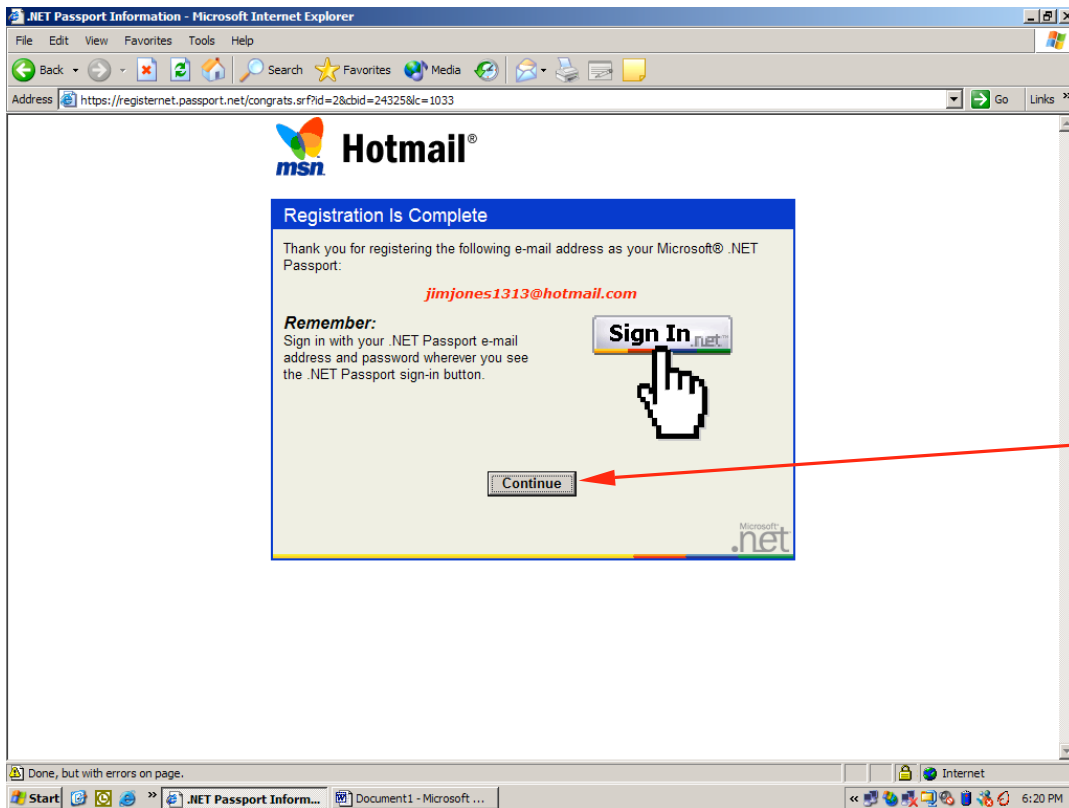 .NET Passport Information - Microsoft Internet Explorer
File Edit View Favorites Tools Help
Back Search Favorites Media
Address https://registernet.passport.net/congrats.srf?id=2&cbid=24325&lc=1033 Go Links »
msn Hotmail®
Registration Is Complete
Thank you for registering the following e-mail address as your Microsoft® .NET
Passport:
jimjones1313@hotmail.com
Remember:
Sign in with your .NET Passport e-mail
address and password wherever you see
the .NET Passport sign-in button.
Sign In .net™
Continue
Microsoft®
.net
Done, but with errors on page. Internet
Start » .NET Passport Inform... Document1 - Microsoft ... « 6:20 PM